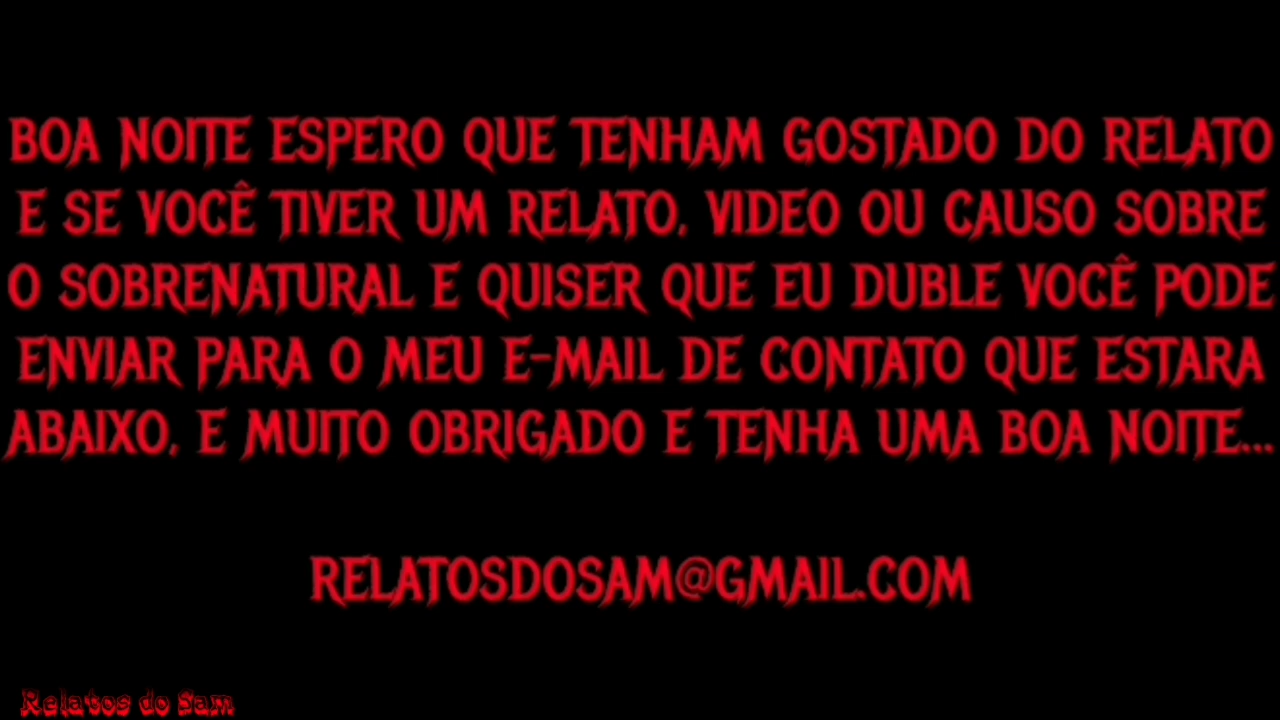 BOA NOITE ESPERO QUE TENHAM GOSTADO DO RELATO
E SE VOCÊ TIVER UM RELATO, VIDEO OU CAUSO SOBRE
O SOBRENATURAL E QUISER QUE EU DUBLE VOCÊ PODE
ENVIAR PARA O MEU E-MAIL DE CONTATO QUE ESTARA
ABAIXO, E MUITO OBRIGADO E TENHA UMA BOA NOITE...
RELATOSDOSAM@GMAIL.COM
Relatos do Sam